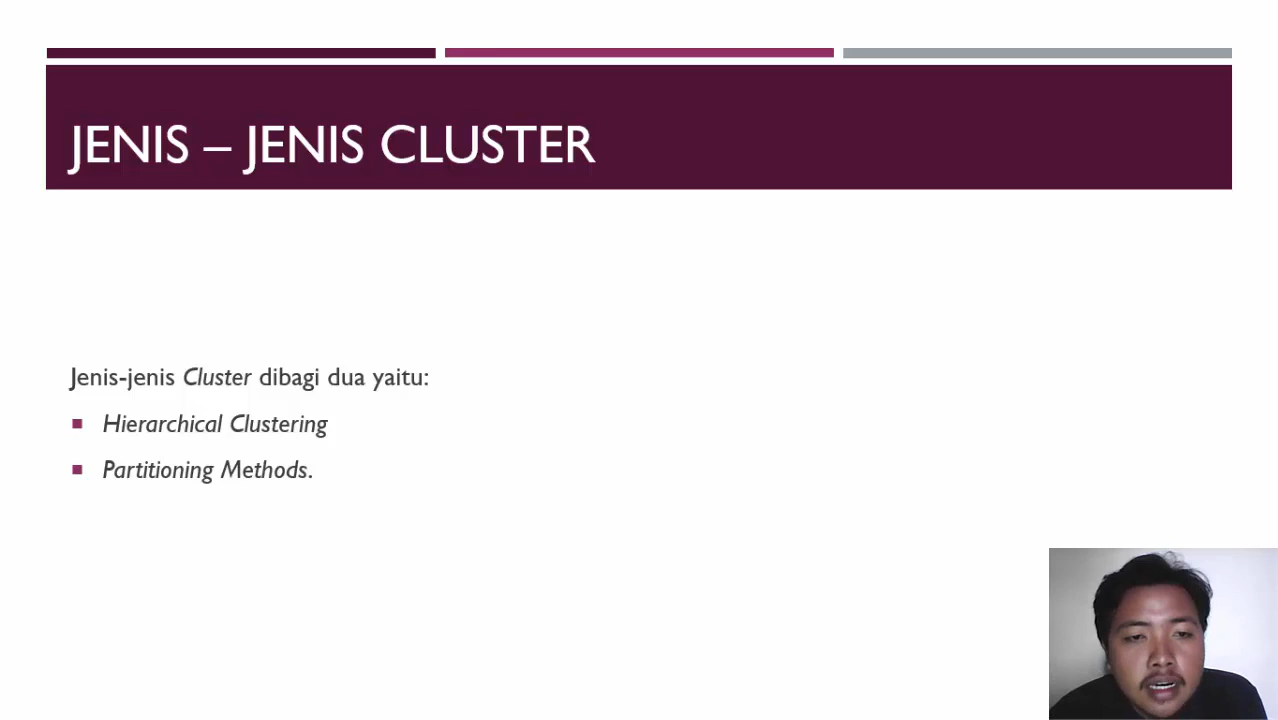 JENIS – JENIS CLUSTER
Jenis-jenis Cluster dibagi dua yaitu:
Hierarchical Clustering
Partitioning Methods.